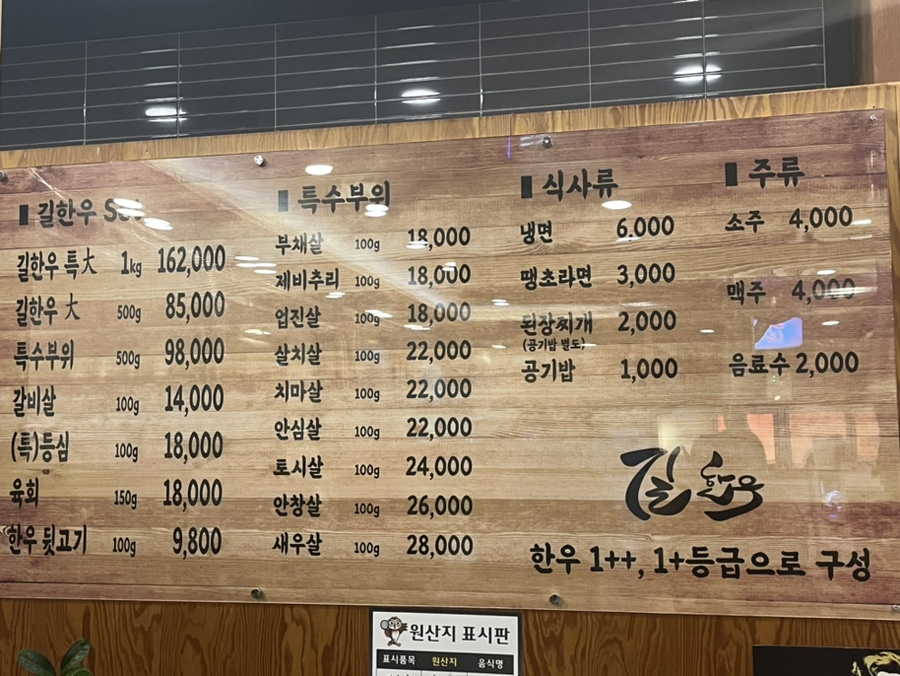 길한우 Set
길한우 특大 1kg 162,000
길한우 大 500g 85,000
특수부위 500g 98,000
갈비살 100g 14,000
(특)등심 100g 18,000
육회 150g 18,000
한우 뒷고기 100g 9,800
특수부위
부채살 100g 18,000
제비추리 100g 18,000
업진살 100g 18,000
살치살 100g 22,000
치마살 100g 22,000
안심살 100g 22,000
토시살 100g 24,000
안창살 100g 26,000
새우살 100g 28,000
식사류
냉면 6.000
땡초라면 3,000
된장찌개 2,000
(공기밥 별도)
공기밥 1,000
주류
소주 4,000
맥주 4,000
음료수 2,000
길 한우
한우 1++, 1+등급으로 구성
원산지 표시판
표시품목 원산지 음식명